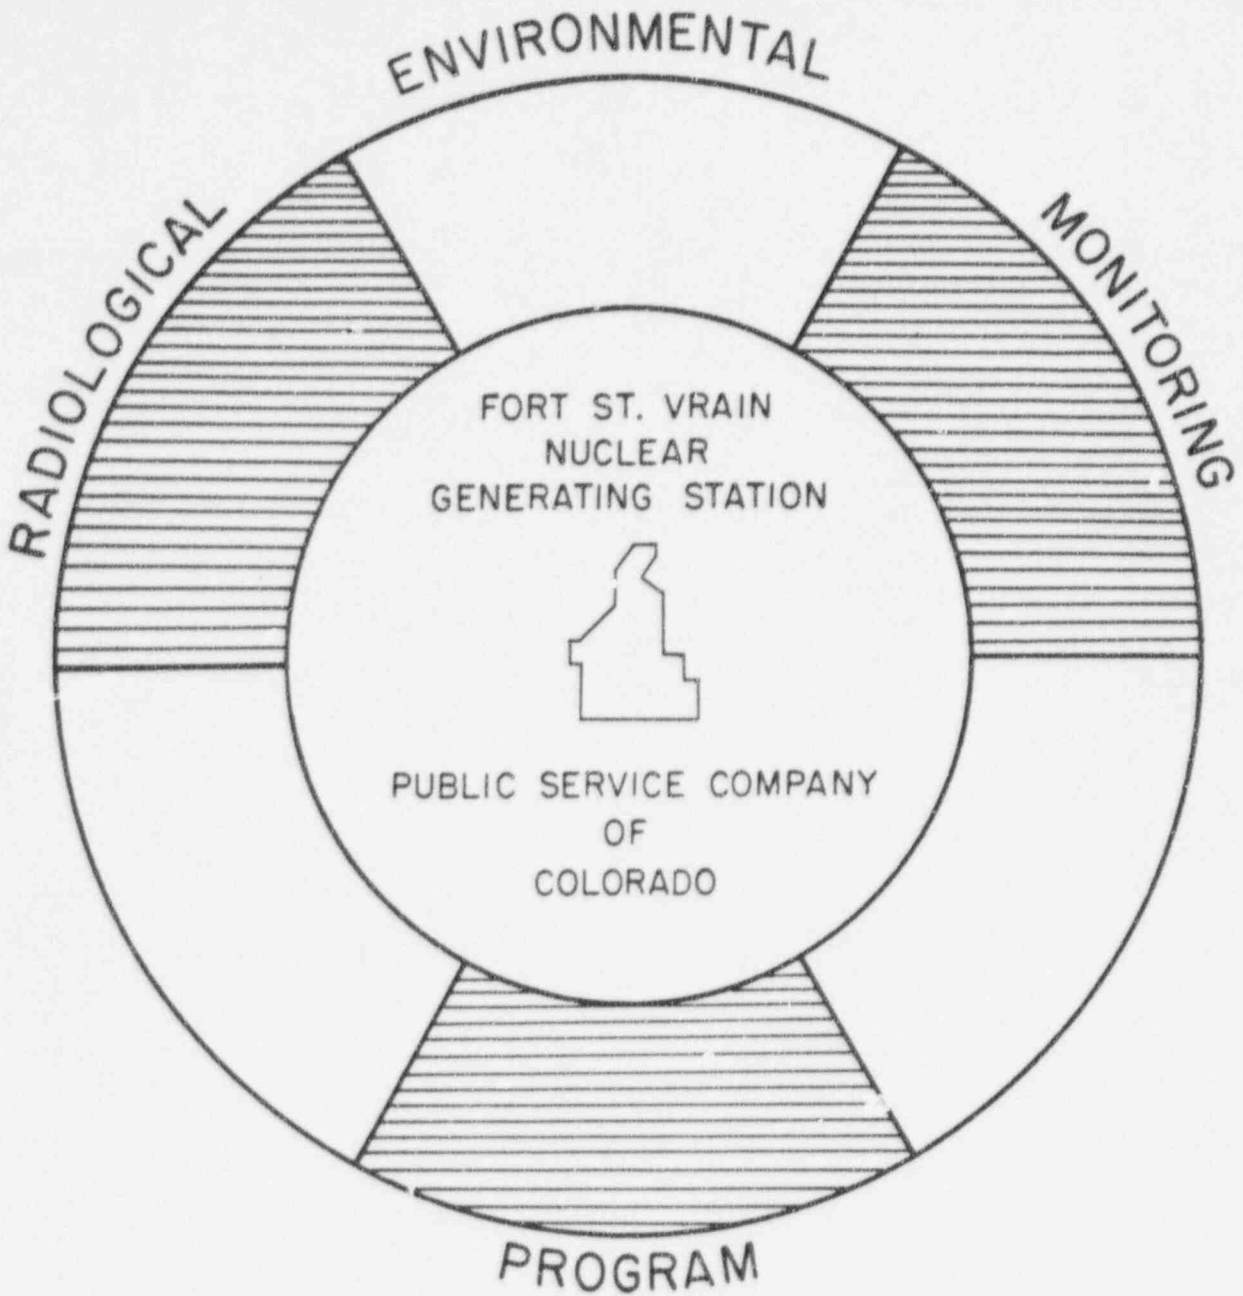 RADIOLOGICAL
ENVIRONMENTAL
MONITORING
PROGRAM
FORT ST. VRAIN
NUCLEAR
GENERATING STATION
PUBLIC SERVICE COMPANY
OF
COLORADO